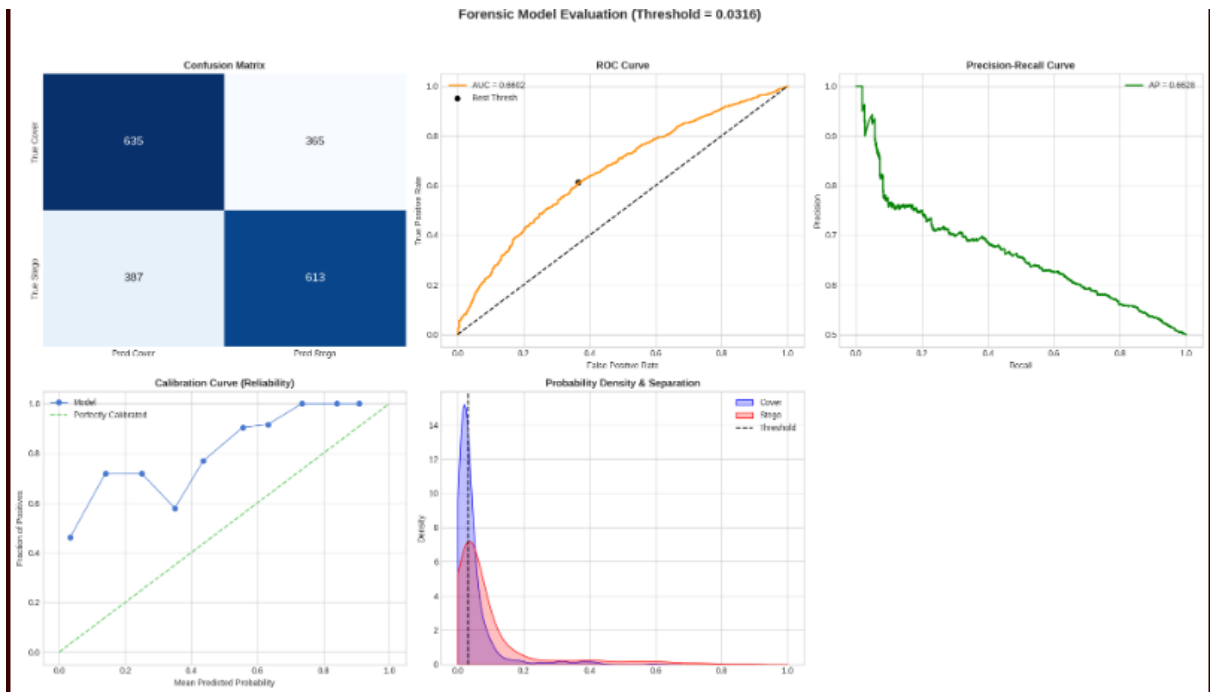 Forensic Model Evaluation (Threshold = 0.0316)
Confusion Matrix
True Cover
True Stego
635
365
387
613
Pred Cover
Pred Stego
ROC Curve
AUC = 0.6602
Best Thresh
True Positive Rate
1.0
0.8
0.6
0.4
0.2
0.0
0.0 0.2 0.4 0.6 0.8 1.0
False Positive Rate
Precision-Recall Curve
AP = 0.6628
Precision
1.0
0.9
0.8
0.7
0.6
0.5
0.0 0.2 0.4 0.6 0.8 1.0
Recall
Calibration Curve (Reliability)
Model
Perfectly Calibrated
Fraction of Positives
1.0
0.8
0.6
0.4
0.2
0.0
0.0 0.2 0.4 0.6 0.8 1.0
Mean Predicted Probability
Probability Density & Separation
Cover
Stego
Threshold
Density
14
12
10
8
6
4
2
0
0.0 0.2 0.4 0.6 0.8 1.0